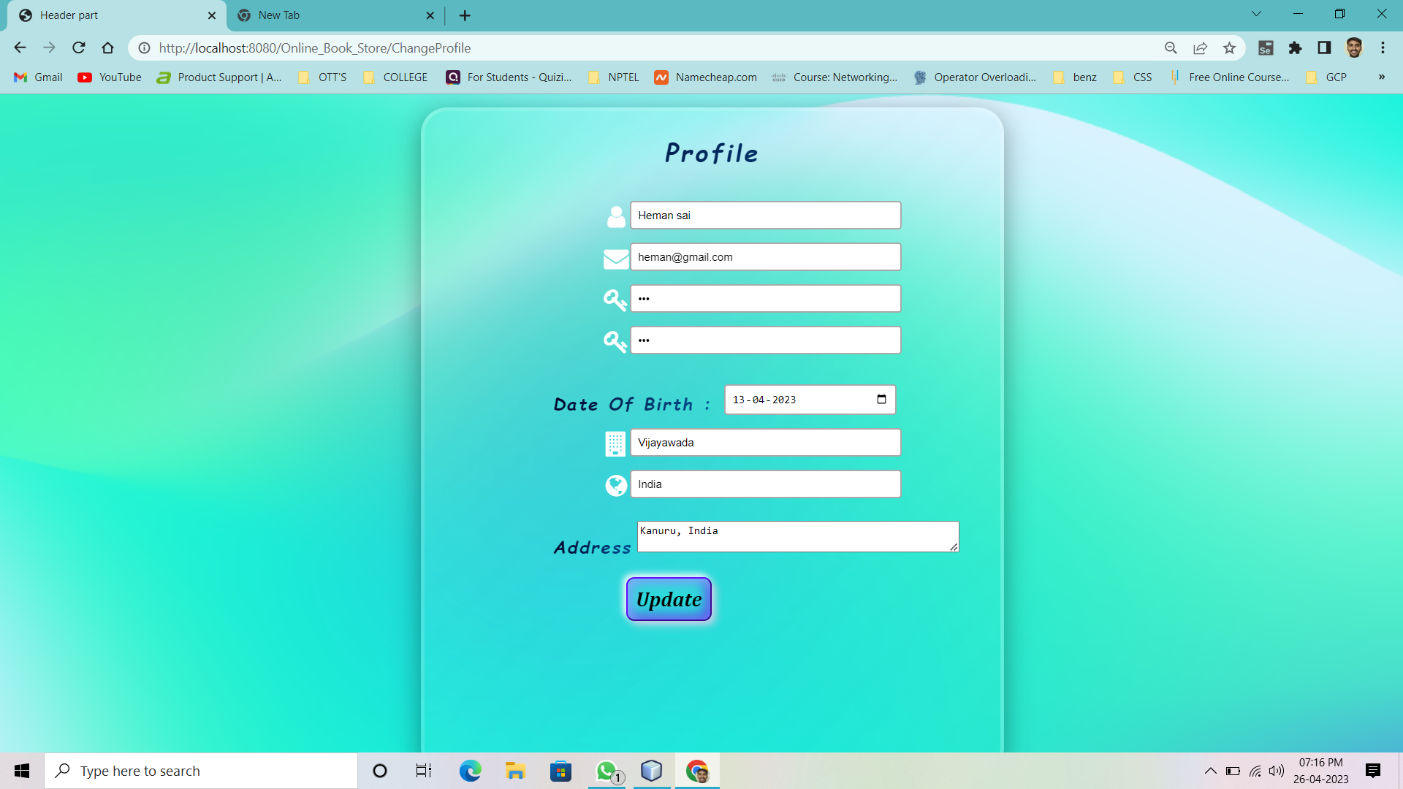 Header part
New Tab
http://localhost:8080/Online_Book_Store/ChangeProfile
Gmail YouTube Product Support | A... OTT'S COLLEGE For Students - Quizi... NPTEL Namecheap.com Course: Networking... Operator Overloadi... benz CSS Free Online Course... GCP »
Profile
Heman sai
heman@gmail.com
•••
•••
Date Of Birth : 13-04-2023
Vijayawada
India
Address Kanuru, India
Update
Type here to search
1
07:16 PM
26-04-2023